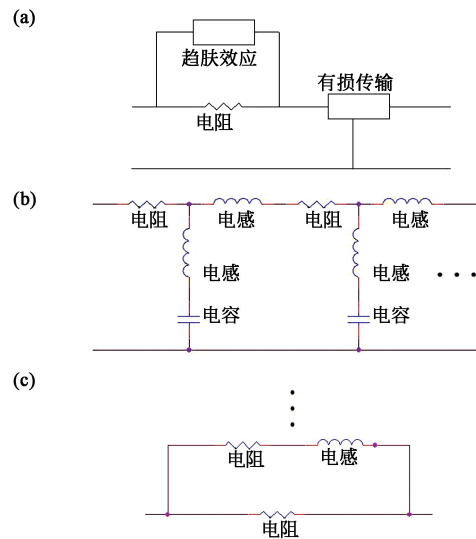 (a)
趋肤效应
有损传输
电阻
(b)
电阻 电感 电阻 电感
电感 电感
电容 电容
(c)
电阻 电感
电阻